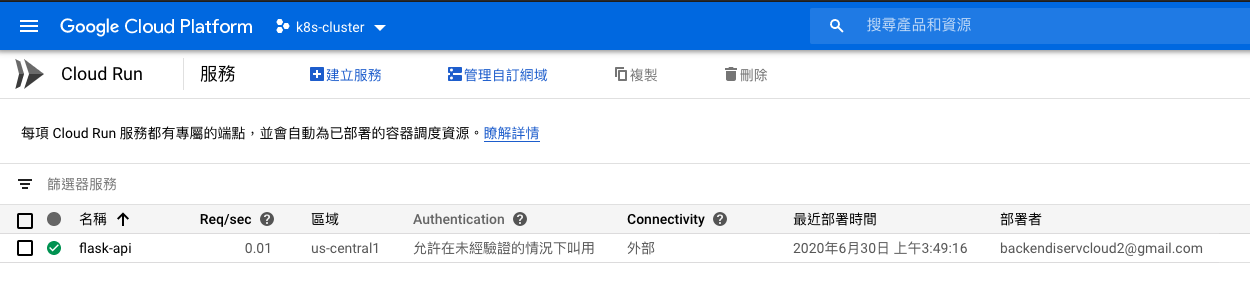 Google Cloud Platform k8s-cluster 搜尋產品和資源
Cloud Run 服務 建立服務 管理自訂網域 複製 刪除
每項 Cloud Run 服務都有專屬的端點，並會自動為已部署的容器調度資源。瞭解詳情
篩選器服務
名稱 Req/sec 區域 Authentication Connectivity 最近部署時間 部署者
flask-api 0.01 us-central1 允許在未經驗證的情況下叫用 外部 2020年6月30日 上午3:49:16 backendiservcloud2@gmail.com